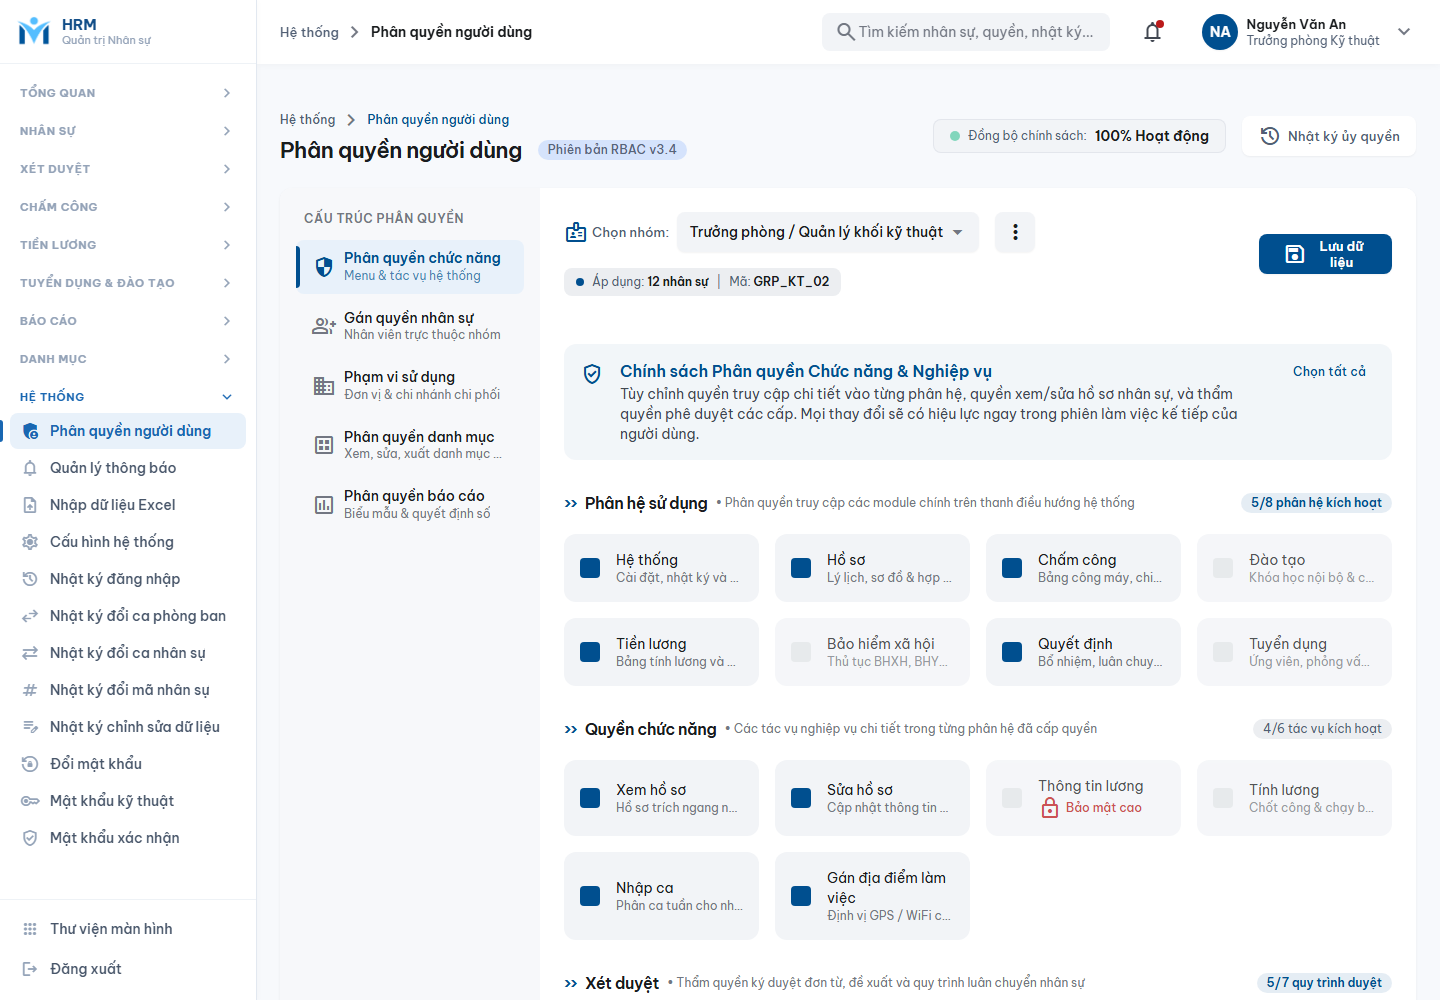 HRM
Quản trị Nhân sự
TỔNG QUAN
NHÂN SỰ
XÉT DUYỆT
CHẤM CÔNG
TIỀN LƯƠNG
TUYỂN DỤNG & ĐÀO TẠO
BÁO CÁO
DANH MỤC
HỆ THỐNG
Phân quyền người dùng
Quản lý thông báo
Nhập dữ liệu Excel
Cấu hình hệ thống
Nhật ký đăng nhập
Nhật ký đổi ca phòng ban
Nhật ký đổi ca nhân sự
Nhật ký đổi mã nhân sự
Nhật ký chỉnh sửa dữ liệu
Đổi mật khẩu
Mật khẩu kỹ thuật
Mật khẩu xác nhận
Thư viện màn hình
Đăng xuất
Hệ thống > Phân quyền người dùng
Tìm kiếm nhân sự, quyền, nhật ký...
NA
Nguyễn Văn An
Trưởng phòng Kỹ thuật
Hệ thống > Phân quyền người dùng
Phân quyền người dùng
Phiên bản RBAC v3.4
Đồng bộ chính sách: 100% Hoạt động
Nhật ký ủy quyền
CẤU TRÚC PHÂN QUYỀN
Phân quyền chức năng
Menu & tác vụ hệ thống
Gán quyền nhân sự
Nhân viên trực thuộc nhóm
Phạm vi sử dụng
Đơn vị & chi nhánh chi phối
Phân quyền danh mục
Xem, sửa, xuất danh mục ...
Phân quyền báo cáo
Biểu mẫu & quyết định số
Chọn nhóm:
Trưởng phòng / Quản lý khối kỹ thuật
Lưu dữ
liệu
Áp dụng: 12 nhân sự | Mã: GRP_KT_02
Chính sách Phân quyền Chức năng & Nghiệp vụ
Chọn tất cả
Tùy chỉnh quyền truy cập chi tiết vào từng phân hệ, quyền xem/sửa hồ sơ nhân sự, và thẩm
quyền phê duyệt các cấp. Mọi thay đổi sẽ có hiệu lực ngay trong phiên làm việc kế tiếp của
người dùng.
Phân hệ sử dụng • Phân quyền truy cập các module chính trên thanh điều hướng hệ thống
5/8 phân hệ kích hoạt
Hệ thống
Cài đặt, nhật ký và ...
Hồ sơ
Lý lịch, sơ đồ & hợp ...
Chấm công
Bảng công máy, chi...
Đào tạo
Khóa học nội bộ & c...
Tiền lương
Bảng tính lương và ...
Bảo hiểm xã hội
Thủ tục BHXH, BHY...
Quyết định
Bổ nhiệm, luân chuy...
Tuyển dụng
Ứng viên, phỏng vấ...
Quyền chức năng • Các tác vụ nghiệp vụ chi tiết trong từng phân hệ đã cấp quyền
4/6 tác vụ kích hoạt
Xem hồ sơ
Hồ sơ trích ngang n...
Sửa hồ sơ
Cập nhật thông tin ...
Thông tin lương
Bảo mật cao
Tính lương
Chốt công & chạy b...
Nhập ca
Phân ca tuần cho nh...
Gán địa điểm làm
việc
Định vị GPS / WiFi c...
Xét duyệt • Thẩm quyền ký duyệt đơn từ, đề xuất và quy trình luân chuyển nhân sự
5/7 quy trình duyệt